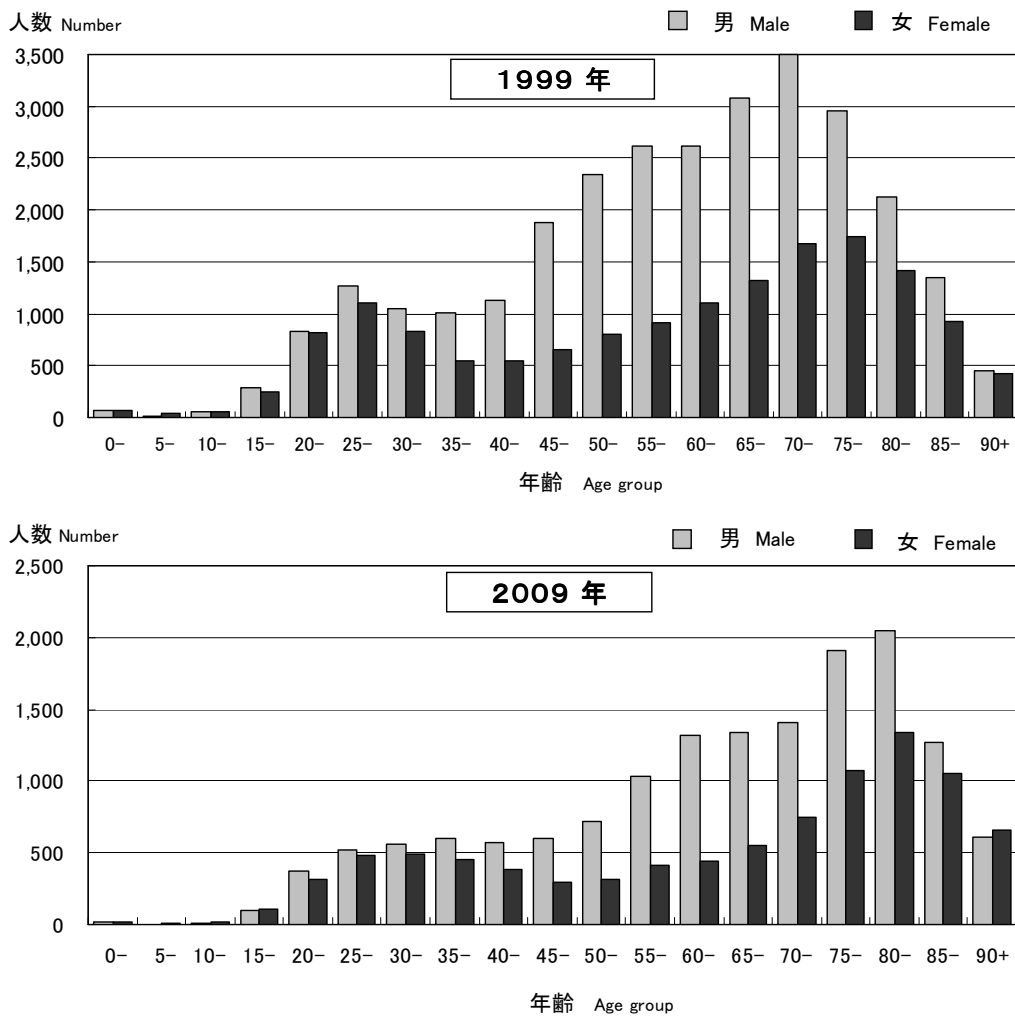 人数 Number
男 Male 女 Female
1999 年
3,500
3,000
2,500
2,000
1,500
1,000
500
0
0- 5- 10- 15- 20- 25- 30- 35- 40- 45- 50- 55- 60- 65- 70- 75- 80- 85- 90+
年齢 Age group
人数 Number
男 Male 女 Female
2009 年
2,500
2,000
1,500
1,000
500
0
0- 5- 10- 15- 20- 25- 30- 35- 40- 45- 50- 55- 60- 65- 70- 75- 80- 85- 90+
年齢 Age group